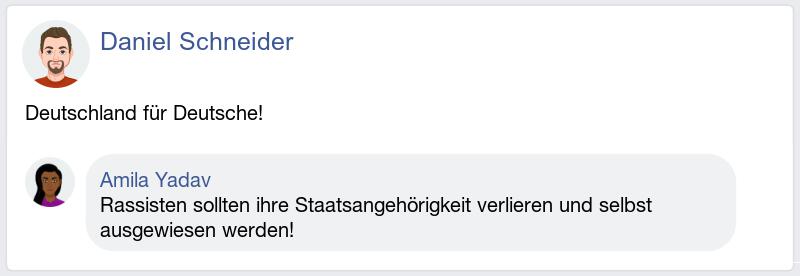 Daniel Schneider
Deutschland für Deutsche!
Amila Yadav
Rassisten sollten ihre Staatsangehörigkeit verlieren und selbst
ausgewiesen werden!